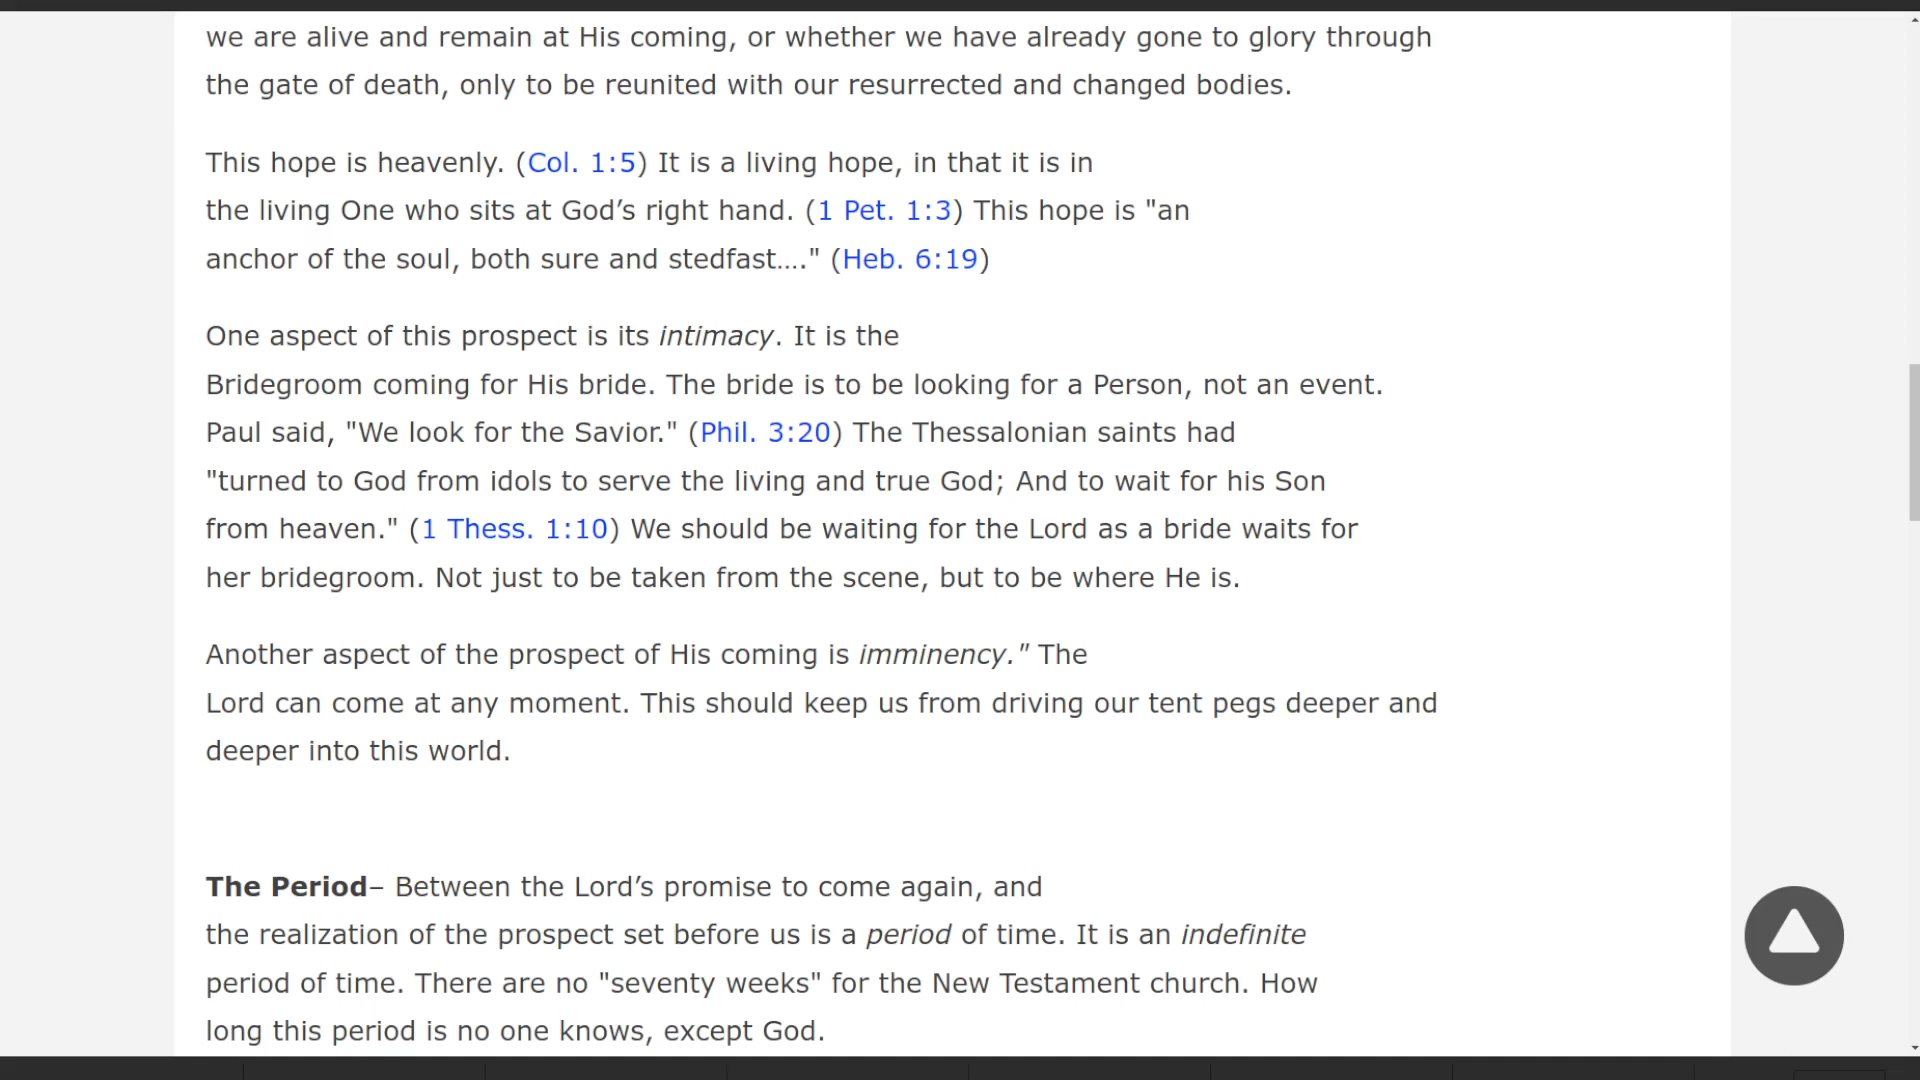 we are alive and remain at His coming, or whether we have already gone to glory through
the gate of death, only to be reunited with our resurrected and changed bodies.
This hope is heavenly. (Col. 1:5) It is a living hope, in that it is in
the living One who sits at God’s right hand. (1 Pet. 1:3) This hope is "an
anchor of the soul, both sure and stedfast…." (Heb. 6:19)
One aspect of this prospect is its intimacy. It is the
Bridegroom coming for His bride. The bride is to be looking for a Person, not an event.
Paul said, "We look for the Savior." (Phil. 3:20) The Thessalonian saints had
"turned to God from idols to serve the living and true God; And to wait for his Son
from heaven." (1 Thess. 1:10) We should be waiting for the Lord as a bride waits for
her bridegroom. Not just to be taken from the scene, but to be where He is.
Another aspect of the prospect of His coming is imminency." The
Lord can come at any moment. This should keep us from driving our tent pegs deeper and
deeper into this world.
The Period– Between the Lord’s promise to come again, and
the realization of the prospect set before us is a period of time. It is an indefinite
period of time. There are no "seventy weeks" for the New Testament church. How
long this period is no one knows, except God.